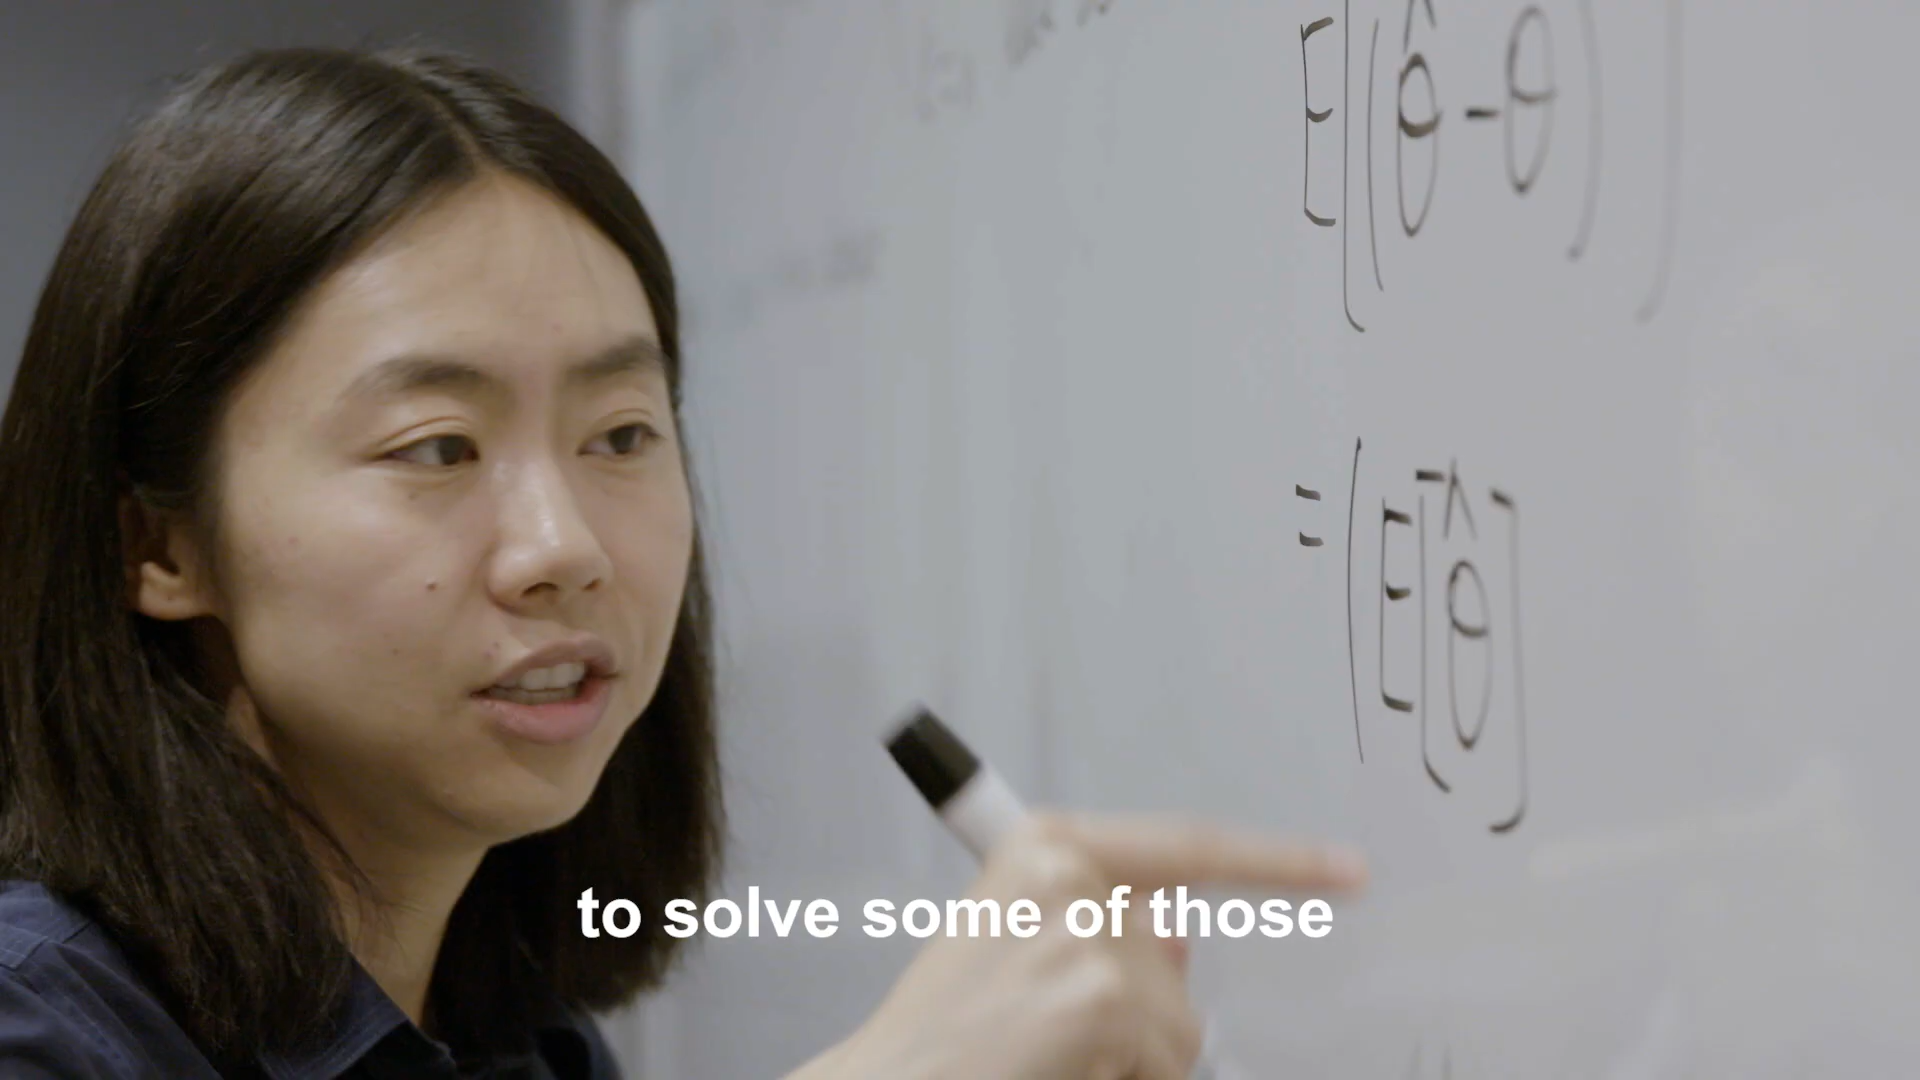 E[(θ̂ - θ)]
= (E[θ̂]
to solve some of those